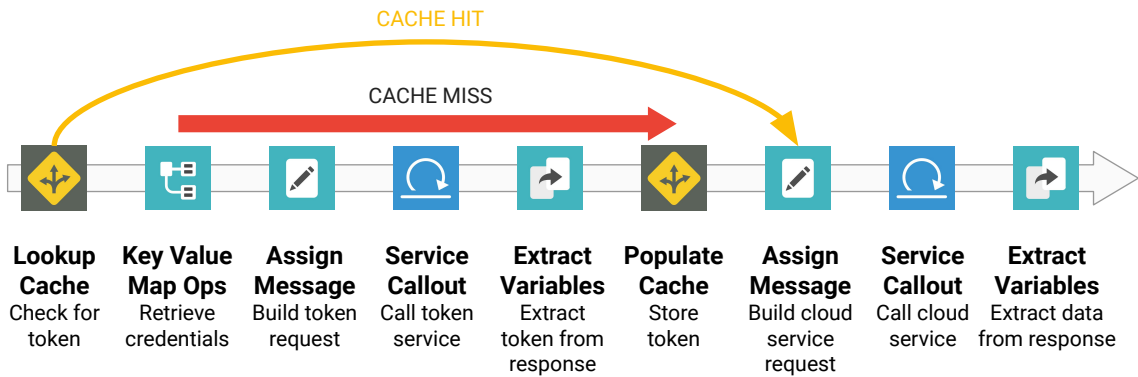 CACHE HIT
CACHE MISS
Lookup
Cache
Check for
token
Key Value
Map Ops
Retrieve
credentials
Assign
Message
Build token
request
Service
Callout
Call token
service
Extract
Variables
Extract
token from
response
Populate
Cache
Store
token
Assign
Message
Build cloud
service
request
Service
Callout
Call cloud
service
Extract
Variables
Extract data
from response